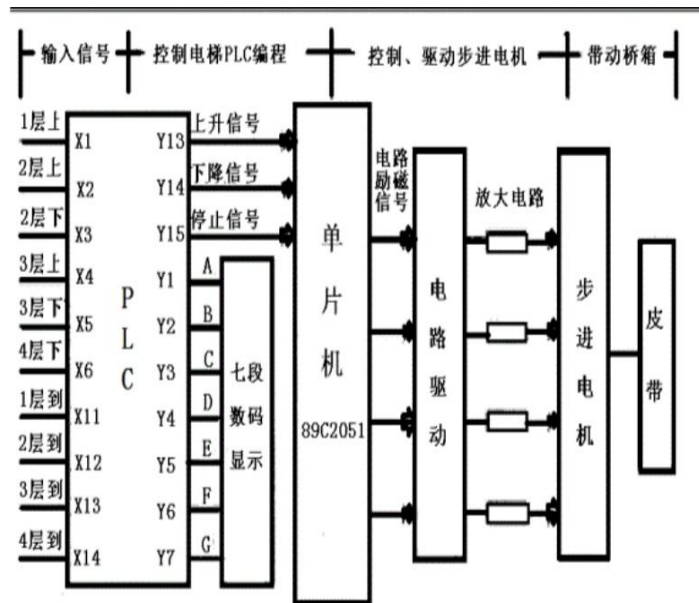 输入信号 控制电梯PLC编程 控制、驱动步进电机 带动桥箱
1层上 X1 Y13 上升信号
2层上 X2 Y14 下降信号
2层下 X3 Y15 停止信号
3层上 X4 Y1 A
3层下 X5 Y2 B
4层下 X6 Y3 C
1层到 X11 Y4 D
2层到 X12 Y5 E
3层到 X13 Y6 F
4层到 X14 Y7 G
PLC
七段
数码
显示
单片机
89C2051
电路
励磁
信号
电路驱动
放大电路
步进电机
皮带